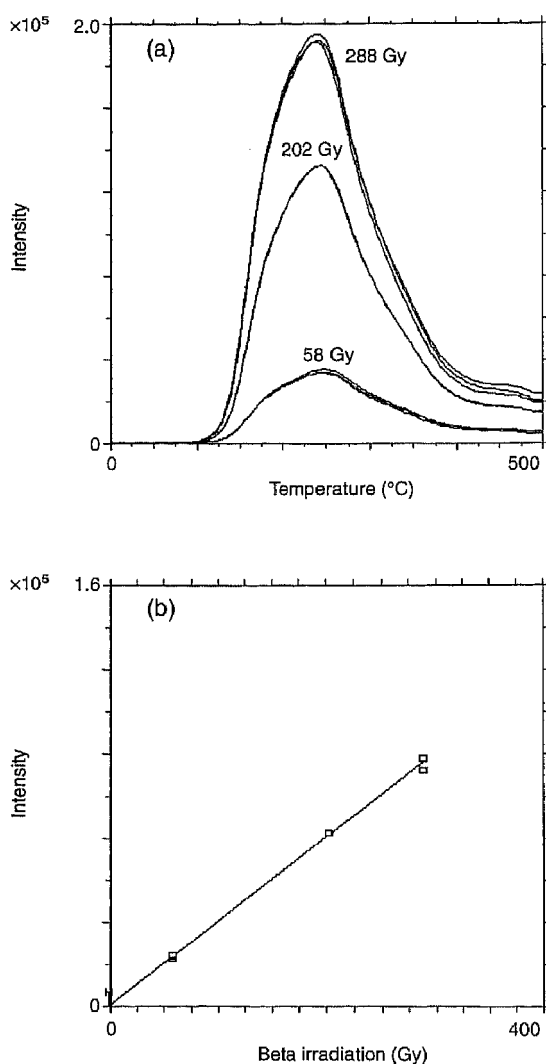 ×10⁵
2.0
(a)
288 Gy
202 Gy
Intensity
58 Gy
0
0
500
Temperature (°C)
×10⁵
1.6
(b)
Intensity
0
0
400
Beta irradiation (Gy)